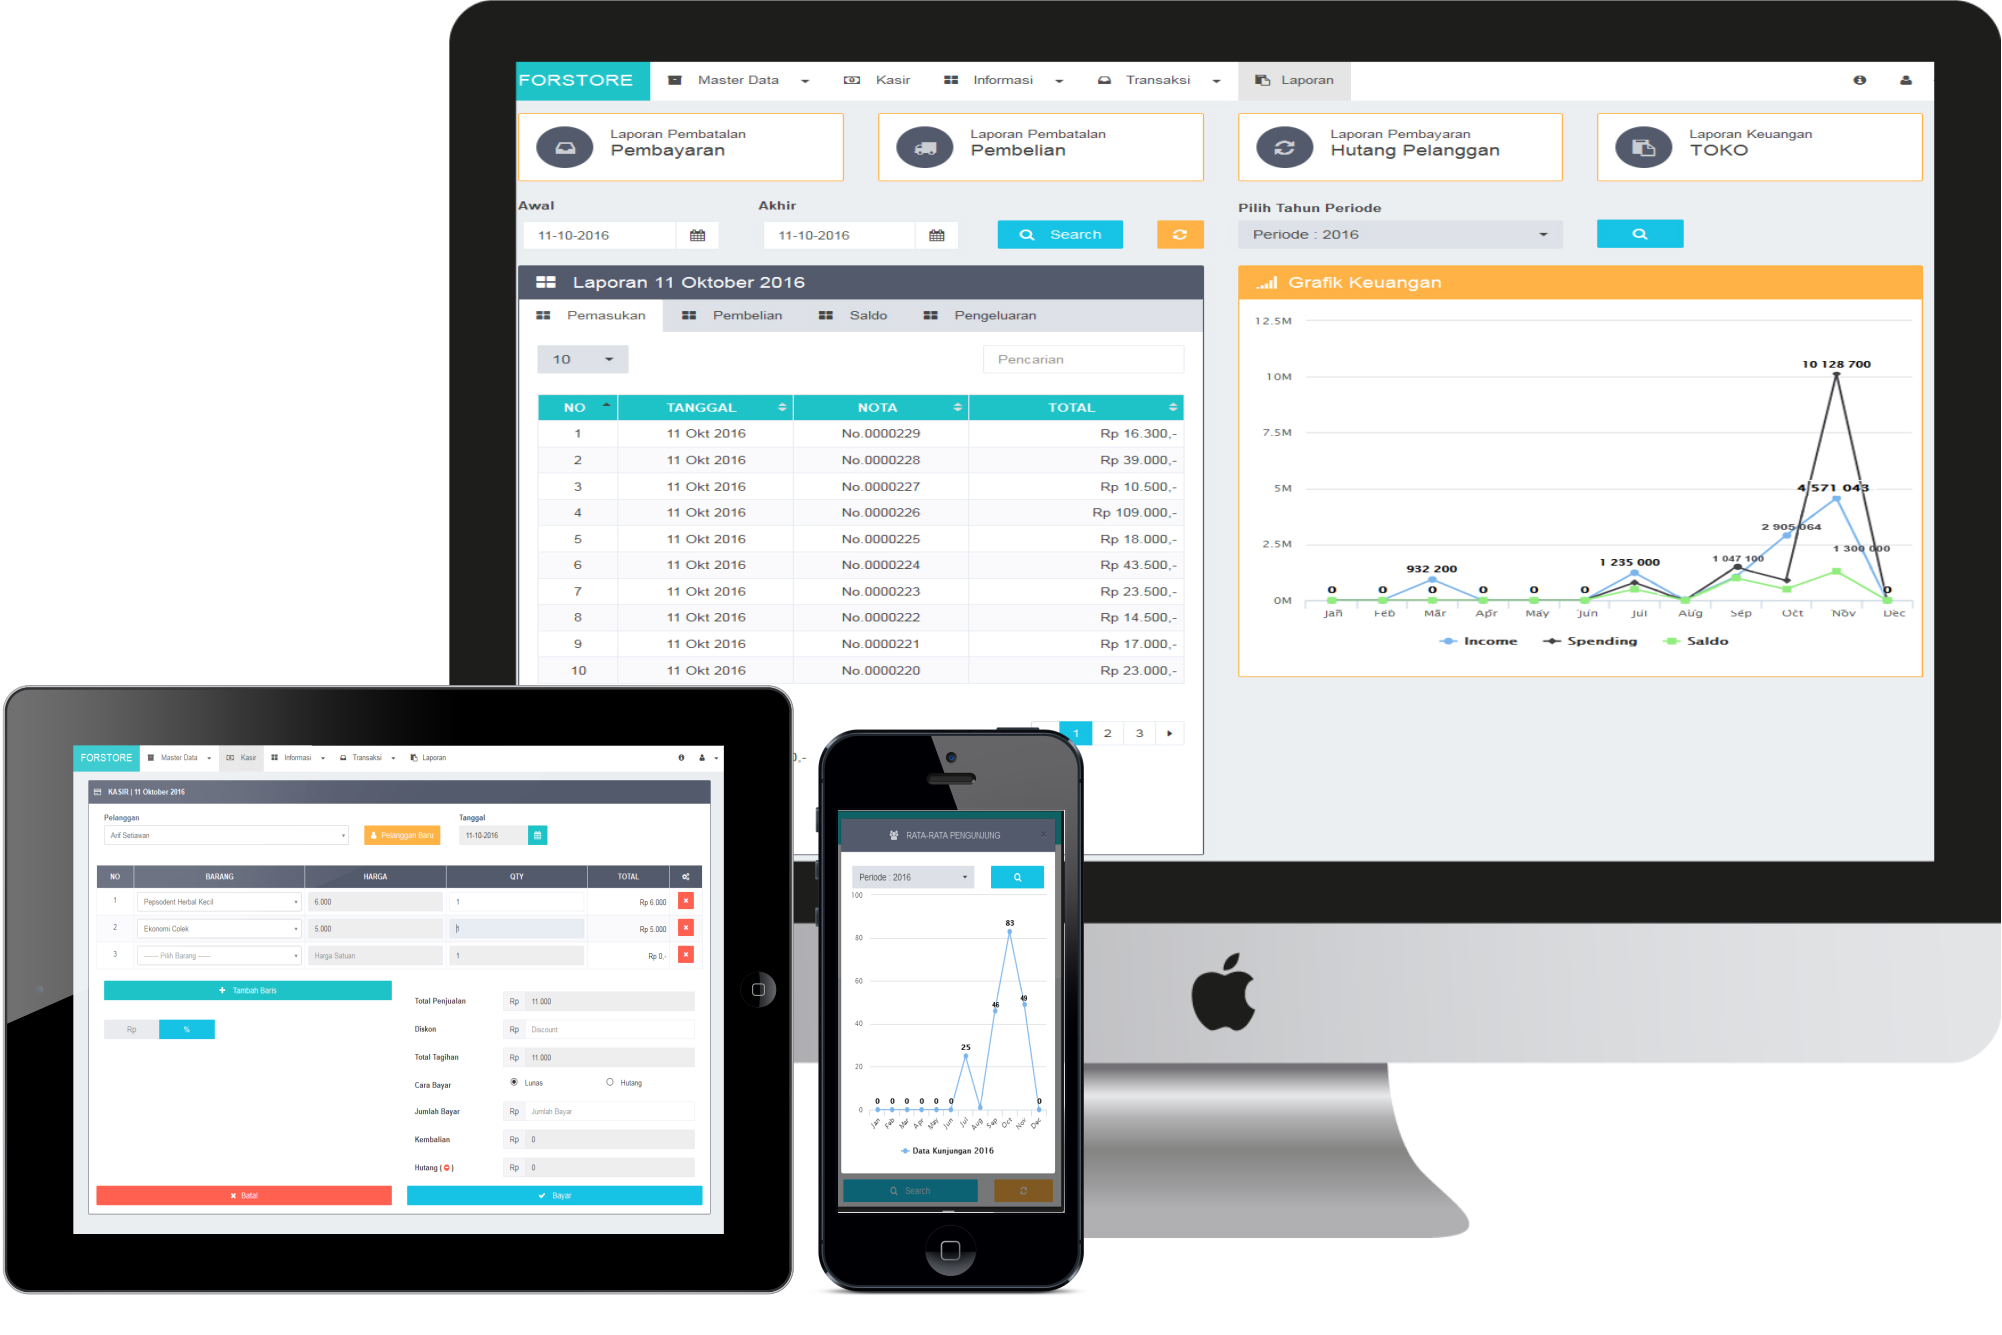 FORSTORE Master Data Kasir Informasi Transaksi Laporan
Laporan Pembatalan
Pembayaran
Laporan Pembatalan
Pembelian
Laporan Pembayaran
Hutang Pelanggan
Laporan Keuangan
TOKO
Awal Akhir Pilih Tahun Periode
11-10-2016 11-10-2016 Search Periode : 2016
Laporan 11 Oktober 2016
Pemasukan Pembelian Saldo Pengeluaran
10 Pencarian
NO TANGGAL NOTA TOTAL
1 11 Okt 2016 No.0000229 Rp 16.300,-
2 11 Okt 2016 No.0000228 Rp 39.000,-
3 11 Okt 2016 No.0000227 Rp 10.500,-
4 11 Okt 2016 No.0000226 Rp 109.000,-
5 11 Okt 2016 No.0000225 Rp 18.000,-
6 11 Okt 2016 No.0000224 Rp 43.500,-
7 11 Okt 2016 No.0000223 Rp 23.500,-
8 11 Okt 2016 No.0000222 Rp 14.500,-
9 11 Okt 2016 No.0000221 Rp 17.000,-
10 11 Okt 2016 No.0000220 Rp 23.000,-
1 2 3
),-
Grafik Keuangan
12.5M
10M
7.5M
5M
2.5M
0M
10 128 700
4 571 043
2 905 064
1 300 000
1 047 100
1 235 000
932 200
0 0 0 0 0 0 0
Jan Feb Mar Apr May Jun Jul Aug Sep Oct Nov Dec
Income Spending Saldo
FORSTORE Master Data Kasir Informasi Transaksi Laporan
KASIR | 11 Oktober 2016
Pelanggan Tanggal
Arif Setiawan Pelanggan Baru 11-10-2016
NO BARANG HARGA QTY TOTAL
1 Pepsodent Herbal Kecil 6.000 1 Rp 6.000
2 Ekonomi Colek 5.000 1 Rp 5.000
3 ----- Pilih Barang ----- Harga Satuan 1 Rp 0,-
Tambah Baris
Rp %
Total Penjualan Rp 11.000
Diskon Rp Discount
Total Tagihan Rp 11.000
Cara Bayar Lunas Hutang
Jumlah Bayar Rp Jumlah Bayar
Kembalian Rp 0
Hutang ( ) Rp 0
Batal Bayar
RATA-RATA PENGUNJUNG x
Periode : 2016
100
80
60
40
20
0
83
49
46
25
0 0 0 0 0 0 0
Jan Feb Mar Apr May Jun Jul Aug Sep Oct Nov Dec
Data Kunjungan 2016
Search